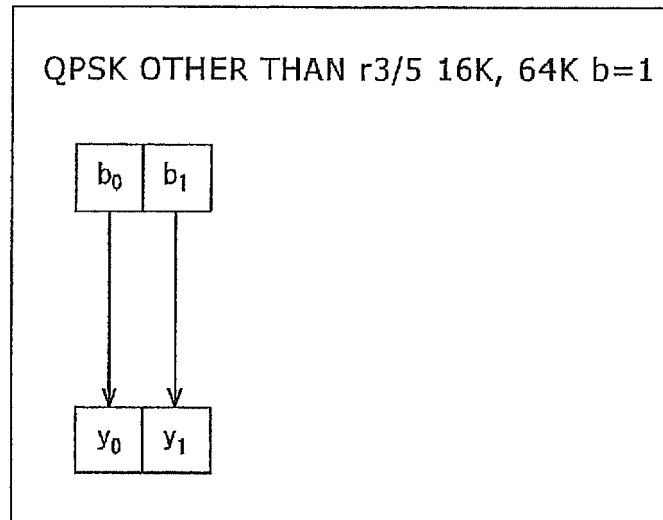 QPSK OTHER THAN r3/5 16K, 64K b=1
b₀ b₁
y₀ y₁